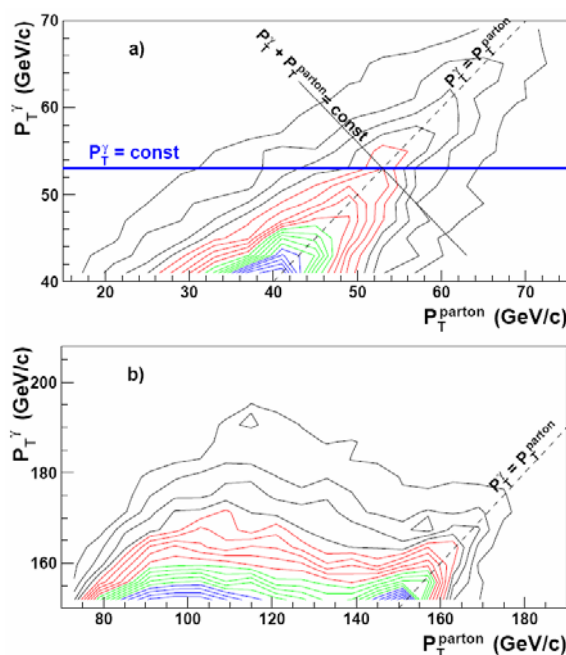 a)
P_T^γ + P_T^parton = const
P_T^γ = P_T^parton
P_T^γ = const
P_T^γ (GeV/c)
70
60
50
40
20 30 40 50 60 70
P_T^parton (GeV/c)
b)
P_T^γ = P_T^parton
P_T^γ (GeV/c)
200
180
160
80 100 120 140 160 180
P_T^parton (GeV/c)